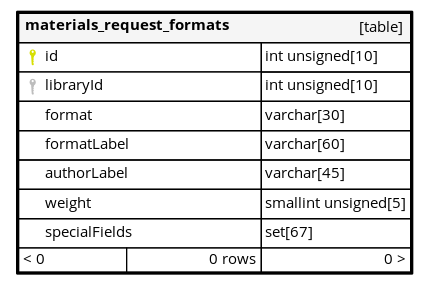 materials_request_formats [table]
id int unsigned[10]
libraryId int unsigned[10]
format varchar[30]
formatLabel varchar[60]
authorLabel varchar[45]
weight smallint unsigned[5]
specialFields set[67]
< 0 0 rows 0 >